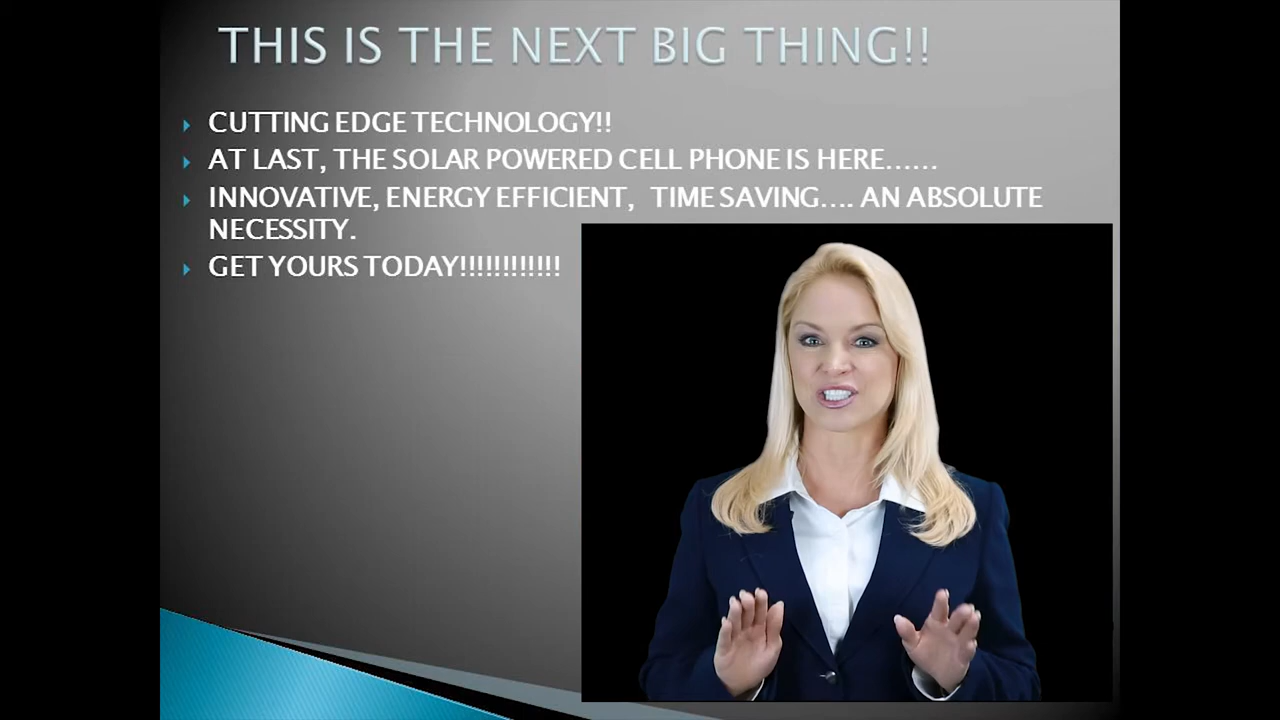 THIS IS THE NEXT BIG THING!!
CUTTING EDGE TECHNOLOGY!!
AT LAST, THE SOLAR POWERED CELL PHONE IS HERE......
INNOVATIVE, ENERGY EFFICIENT, TIME SAVING.... AN ABSOLUTE
NECESSITY.
GET YOURS TODAY!!!!!!!!!!!!